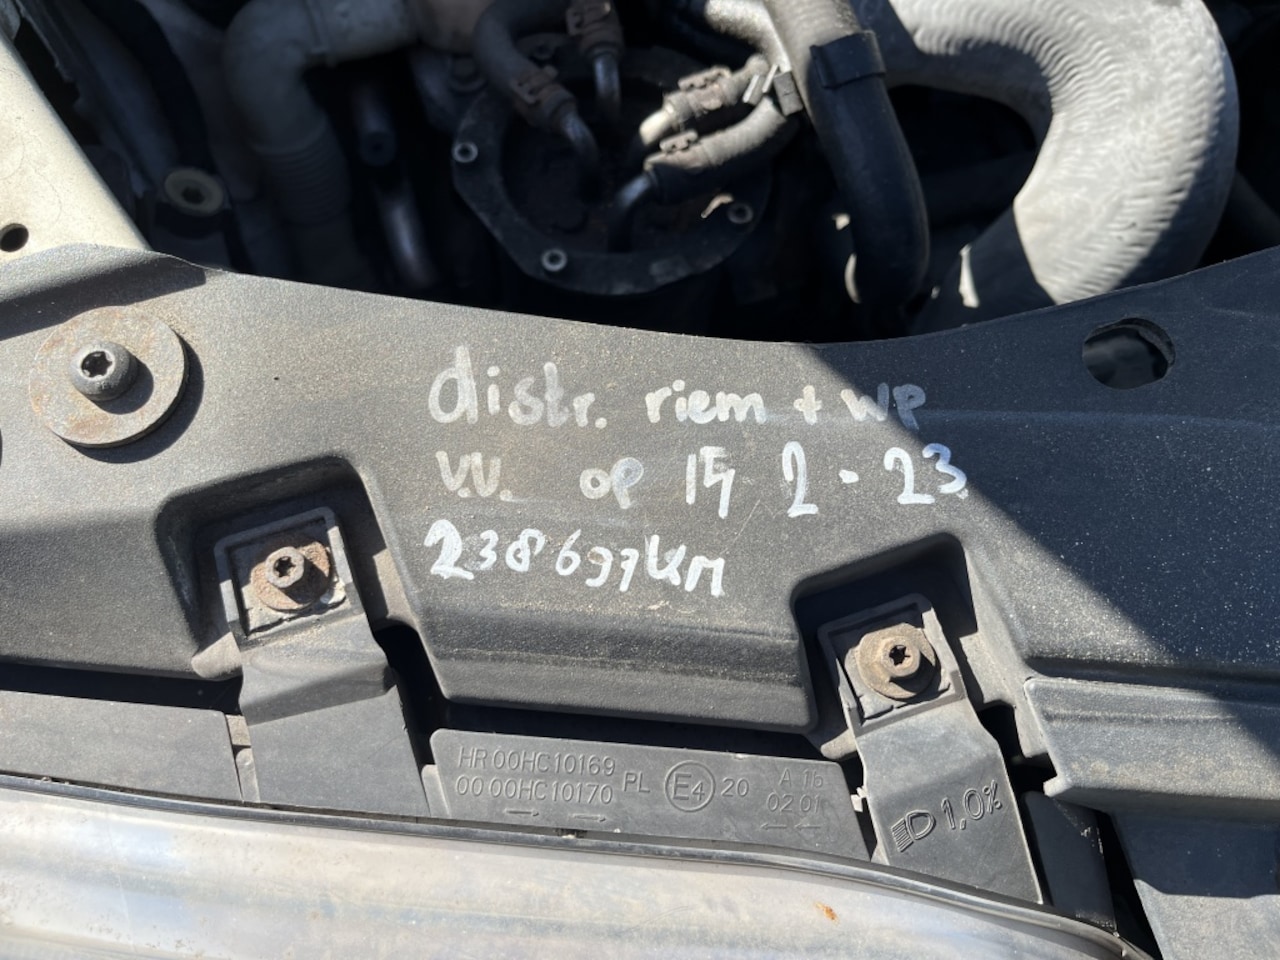 distr. riem + WP
V.V. op 15 2-23
238697KM
HR 00HC10169
00 00HC10170
PL
E4
20
A 16
02 01
1,0%